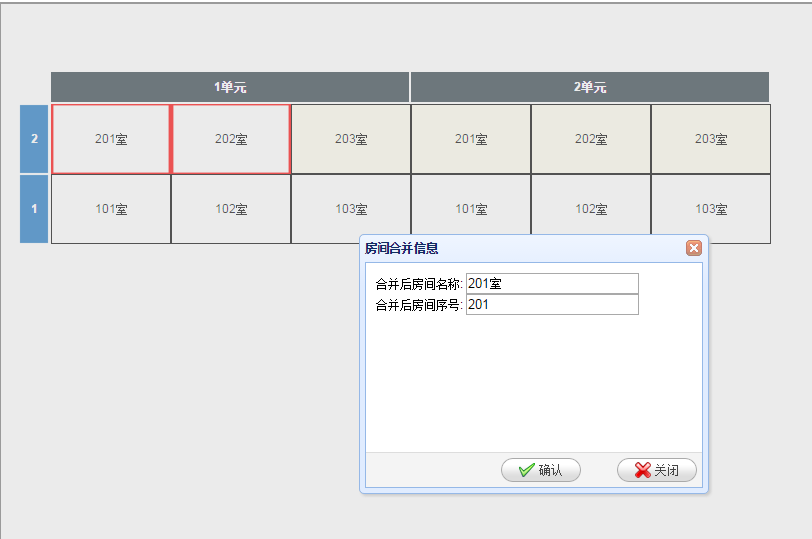 1单元 2单元
2 201室 202室 203室 201室 202室 203室
1 101室 102室 103室 101室 102室 103室
房间合并信息
合并后房间名称: 201室
合并后房间序号: 201
确认 关闭